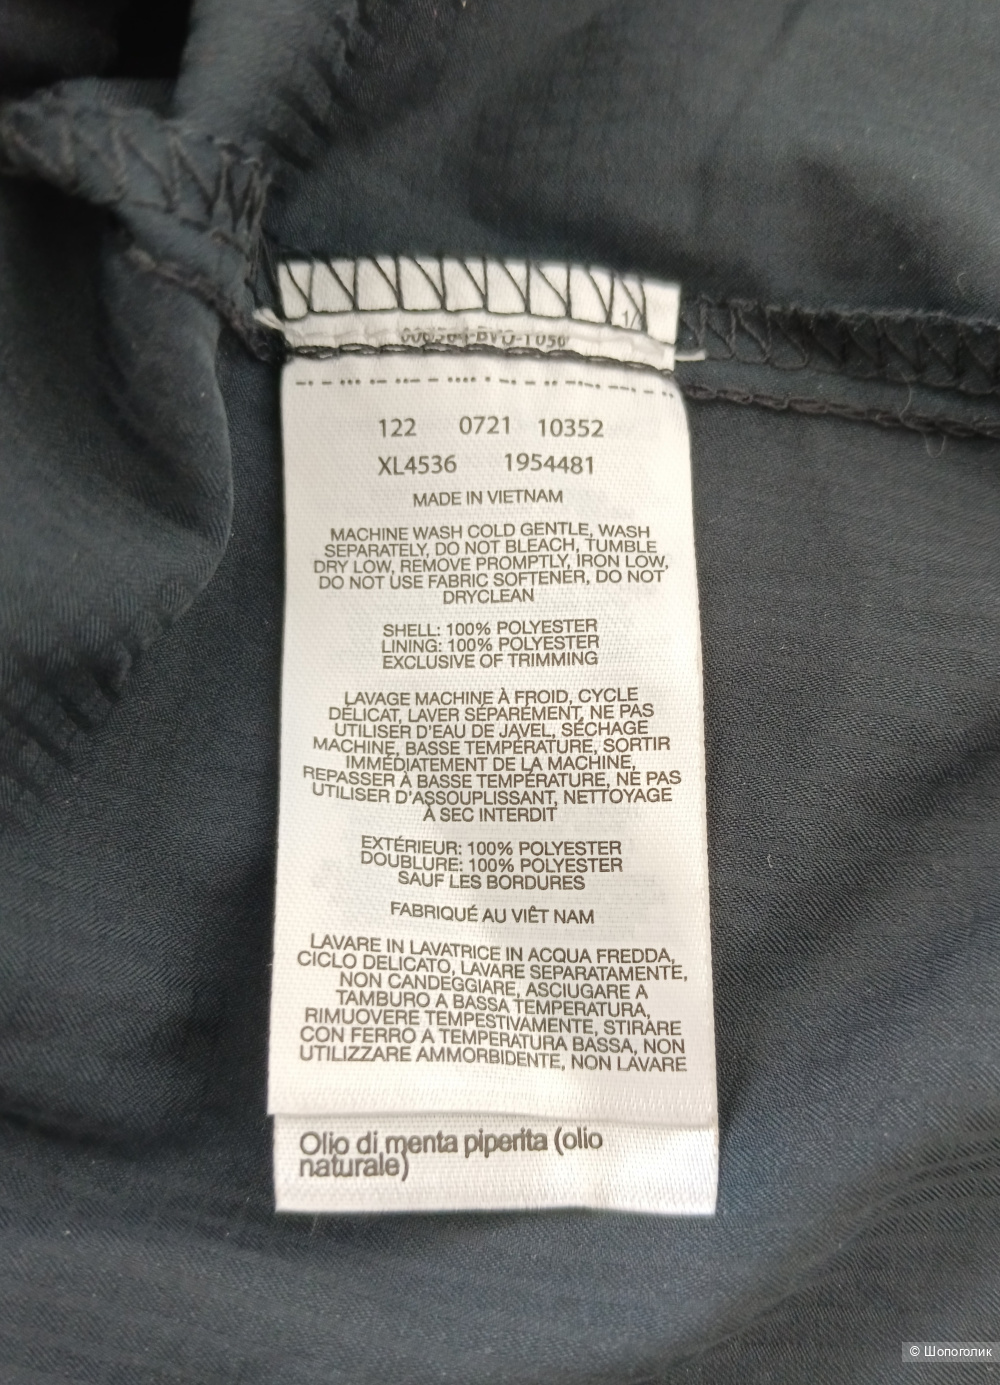 122 0721 10352
XL4536 1954481
MADE IN VIETNAM
MACHINE WASH COLD GENTLE, WASH
SEPARATELY, DO NOT BLEACH, TUMBLE
DRY LOW, REMOVE PROMPTLY, IRON LOW,
DO NOT USE FABRIC SOFTENER, DO NOT
DRYCLEAN
SHELL: 100% POLYESTER
LINING: 100% POLYESTER
EXCLUSIVE OF TRIMMING
LAVAGE MACHINE À FROID, CYCLE
DÉLICAT, LAVER SÉPARÉMENT, NE PAS
UTILISER D'EAU DE JAVEL, SÉCHAGE
MACHINE, BASSE TEMPÉRATURE, SORTIR
IMMÉDIATEMENT DE LA MACHINE,
REPASSER À BASSE TEMPÉRATURE, NE PAS
UTILISER D'ASSOUPLISSANT, NETTOYAGE
À SEC INTERDIT
EXTÉRIEUR: 100% POLYESTER
DOUBLURE: 100% POLYESTER
SAUF LES BORDURES
FABRIQUÉ AU VIÊT NAM
LAVARE IN LAVATRICE IN ACQUA FREDDA,
CICLO DELICATO, LAVARE SEPARATAMENTE,
NON CANDEGGIARE, ASCIUGARE A
TAMBURO A BASSA TEMPERATURA,
RIMUOVERE TEMPESTIVAMENTE, STIRARE
CON FERRO A TEMPERATURA BASSA, NON
UTILIZZARE AMMORBIDENTE, NON LAVARE
Olio di menta piperita (olio
naturale)
© Шопоголик